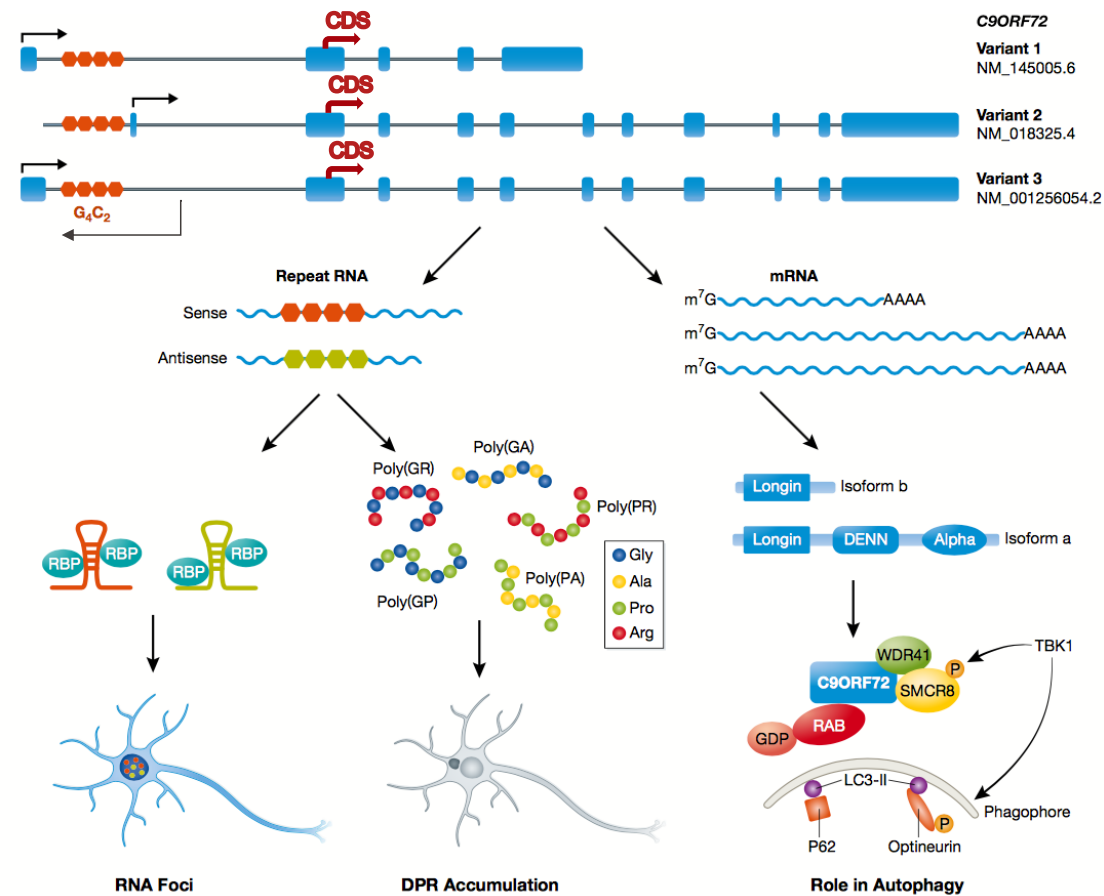 CDS
C9ORF72
Variant 1
NM_145005.6
CDS
Variant 2
NM_018325.4
CDS
Variant 3
NM_001256054.2
G₄C₂
Repeat RNA
Sense
Antisense
mRNA
m⁷G AAAA
m⁷G AAAA
m⁷G AAAA
RBP
RBP
RBP
RBP
Poly(GA)
Poly(GR)
Poly(PR)
Poly(GP)
Poly(PA)
Gly
Ala
Pro
Arg
Longin Isoform b
Longin DENN Alpha Isoform a
WDR41
C9ORF72
SMCR8
P
TBK1
RAB
GDP
LC3-II
Phagophore
P
P62
Optineurin
RNA Foci
DPR Accumulation
Role in Autophagy